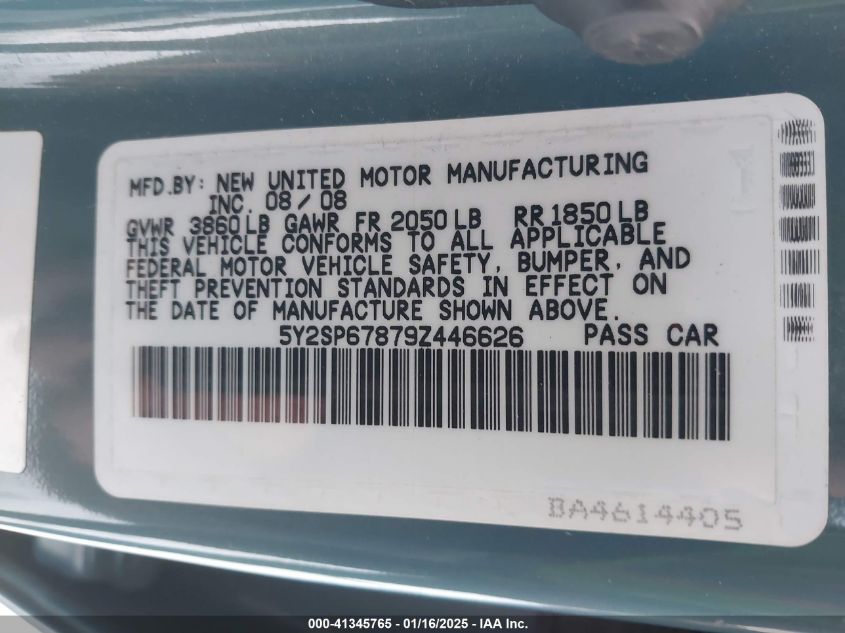 MFD.BY: NEW UNITED MOTOR MANUFACTURING
INC. 08/08
GVWR 3860LB GAWR FR 2050LB RR 1850LB
THIS VEHICLE CONFORMS TO ALL APPLICABLE
FEDERAL MOTOR VEHICLE SAFETY, BUMPER, AND
THEFT PREVENTION STANDARDS IN EFFECT ON
THE DATE OF MANUFACTURE SHOWN ABOVE.
5Y2SP67879Z446626 PASS CAR
BA4614405
000-41345765 - 01/16/2025 - IAA Inc.